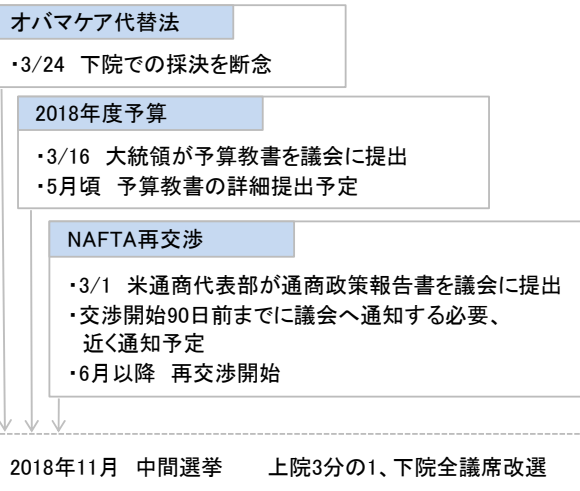 オバマケア代替法
・3/24 下院での採決を断念
2018年度予算
・3/16 大統領が予算教書を議会に提出
・5月頃 予算教書の詳細提出予定
NAFTA再交渉
・3/1 米通商代表部が通商政策報告書を議会に提出
・交渉開始90日前までに議会へ通知する必要、
近く通知予定
・6月以降 再交渉開始
2018年11月 中間選挙 上院3分の1、下院全議席改選